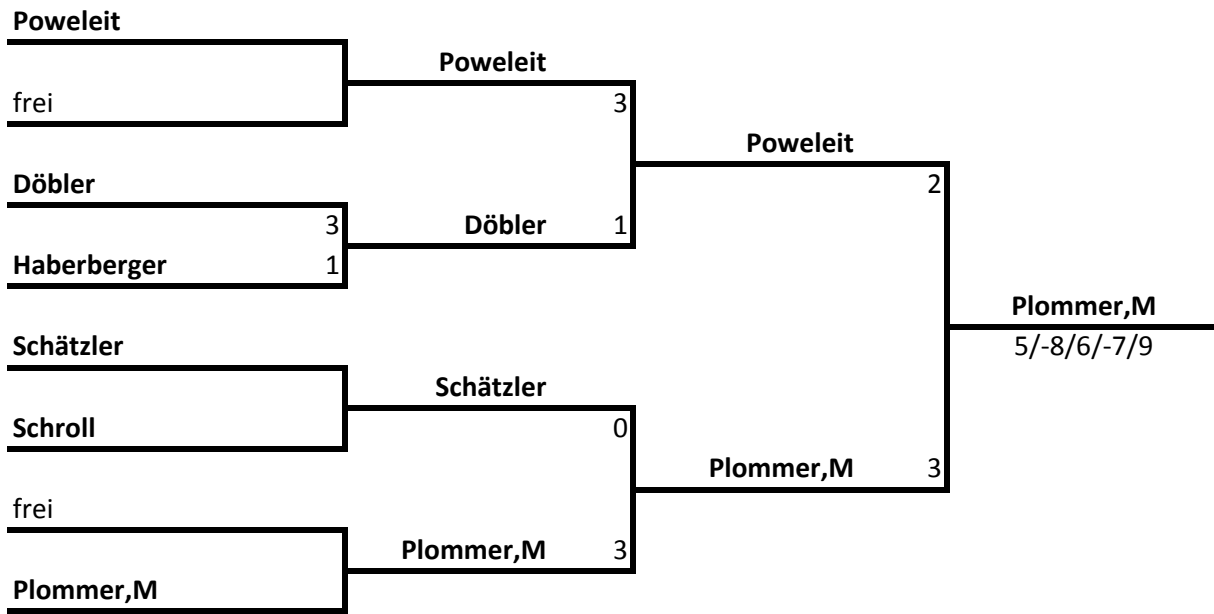 Poweleit
Poweleit
frei
3
Poweleit
Döbler
2
3
Döbler 1
Haberberger 1
Plommer,M
Schätzler
5/-8/6/-7/9
Schätzler
Schroll
0
Plommer,M 3
frei
Plommer,M 3
Plommer,M